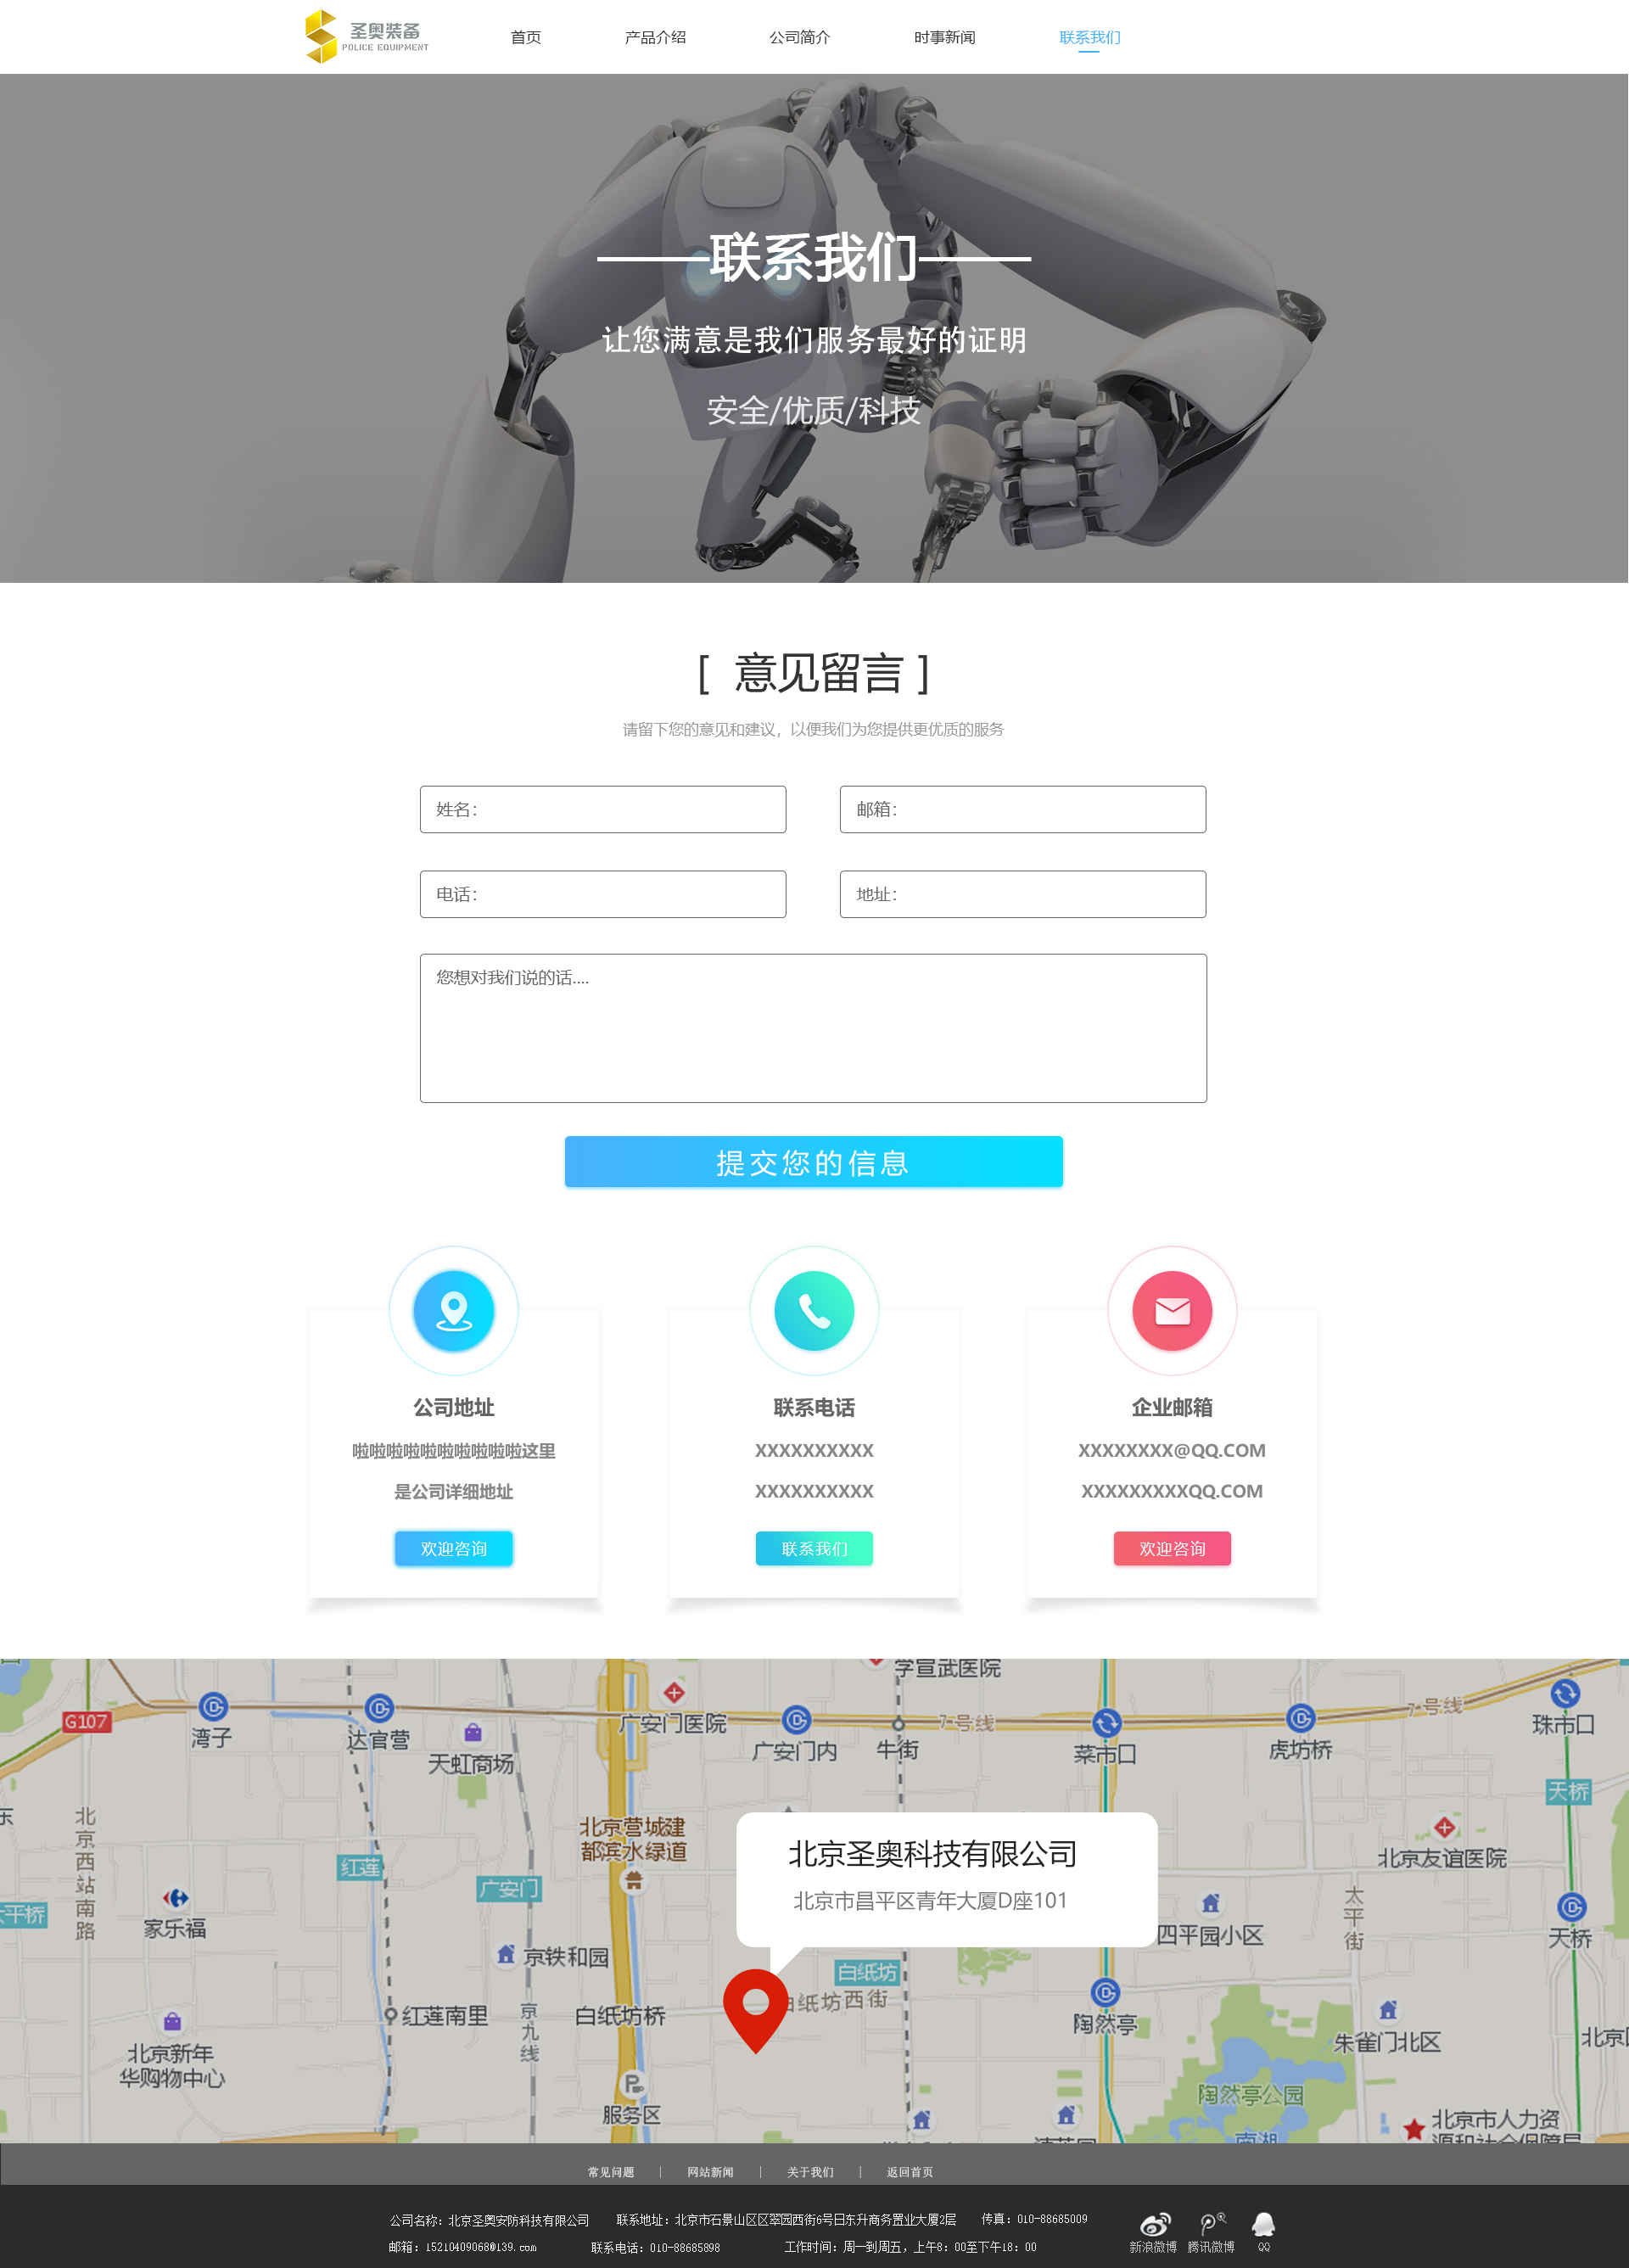 圣奥装备
POLICE EQUIPMENT
首页 产品介绍 公司简介 时事新闻 联系我们
——联系我们——
让您满意是我们服务最好的证明
安全/优质/科技
[ 意见留言 ]
请留下您的意见和建议，以便我们为您提供更优质的服务
姓名： 邮箱：
电话： 地址：
您想对我们说的话....
提交您的信息
公司地址
啦啦啦啦啦啦啦啦啦啦这里
是公司详细地址
欢迎咨询
联系电话
XXXXXXXXXX
XXXXXXXXXX
联系我们
企业邮箱
XXXXXXXX@QQ.COM
XXXXXXXXXQQ.COM
欢迎咨询
学宣武医院
G107
湾子
达官营
天虹商场
广安门医院
广安门内
牛街
7号线
菜市口
虎坊桥
7号线
珠市口
天桥
北京西站南路
红莲
广安门
北京营城建
都滨水绿道
北京圣奥科技有限公司
北京市昌平区青年大厦D座101
北京友谊医院
太平桥
家乐福
京铁和园
四平园小区
太平街
天桥
白纸坊
白纸坊西街
红莲南里
京九线
白纸坊桥
陶然亭
朱雀门北区
北京新年
华购物中心
服务区
陶然亭公园
南湖
北京市人力资
源和社会保障局
常见问题 | 网站新闻 | 关于我们 | 返回首页
公司名称：北京圣奥安防科技有限公司 联系地址：北京市石景山区区翠园西街6号日东升商务置业大厦2层 传真：010-88685009
邮箱：15210409068@139.com 联系电话：010-88685898 工作时间：周一到周五，上午8：00至下午18：00
新浪微博 腾讯微博 QQ